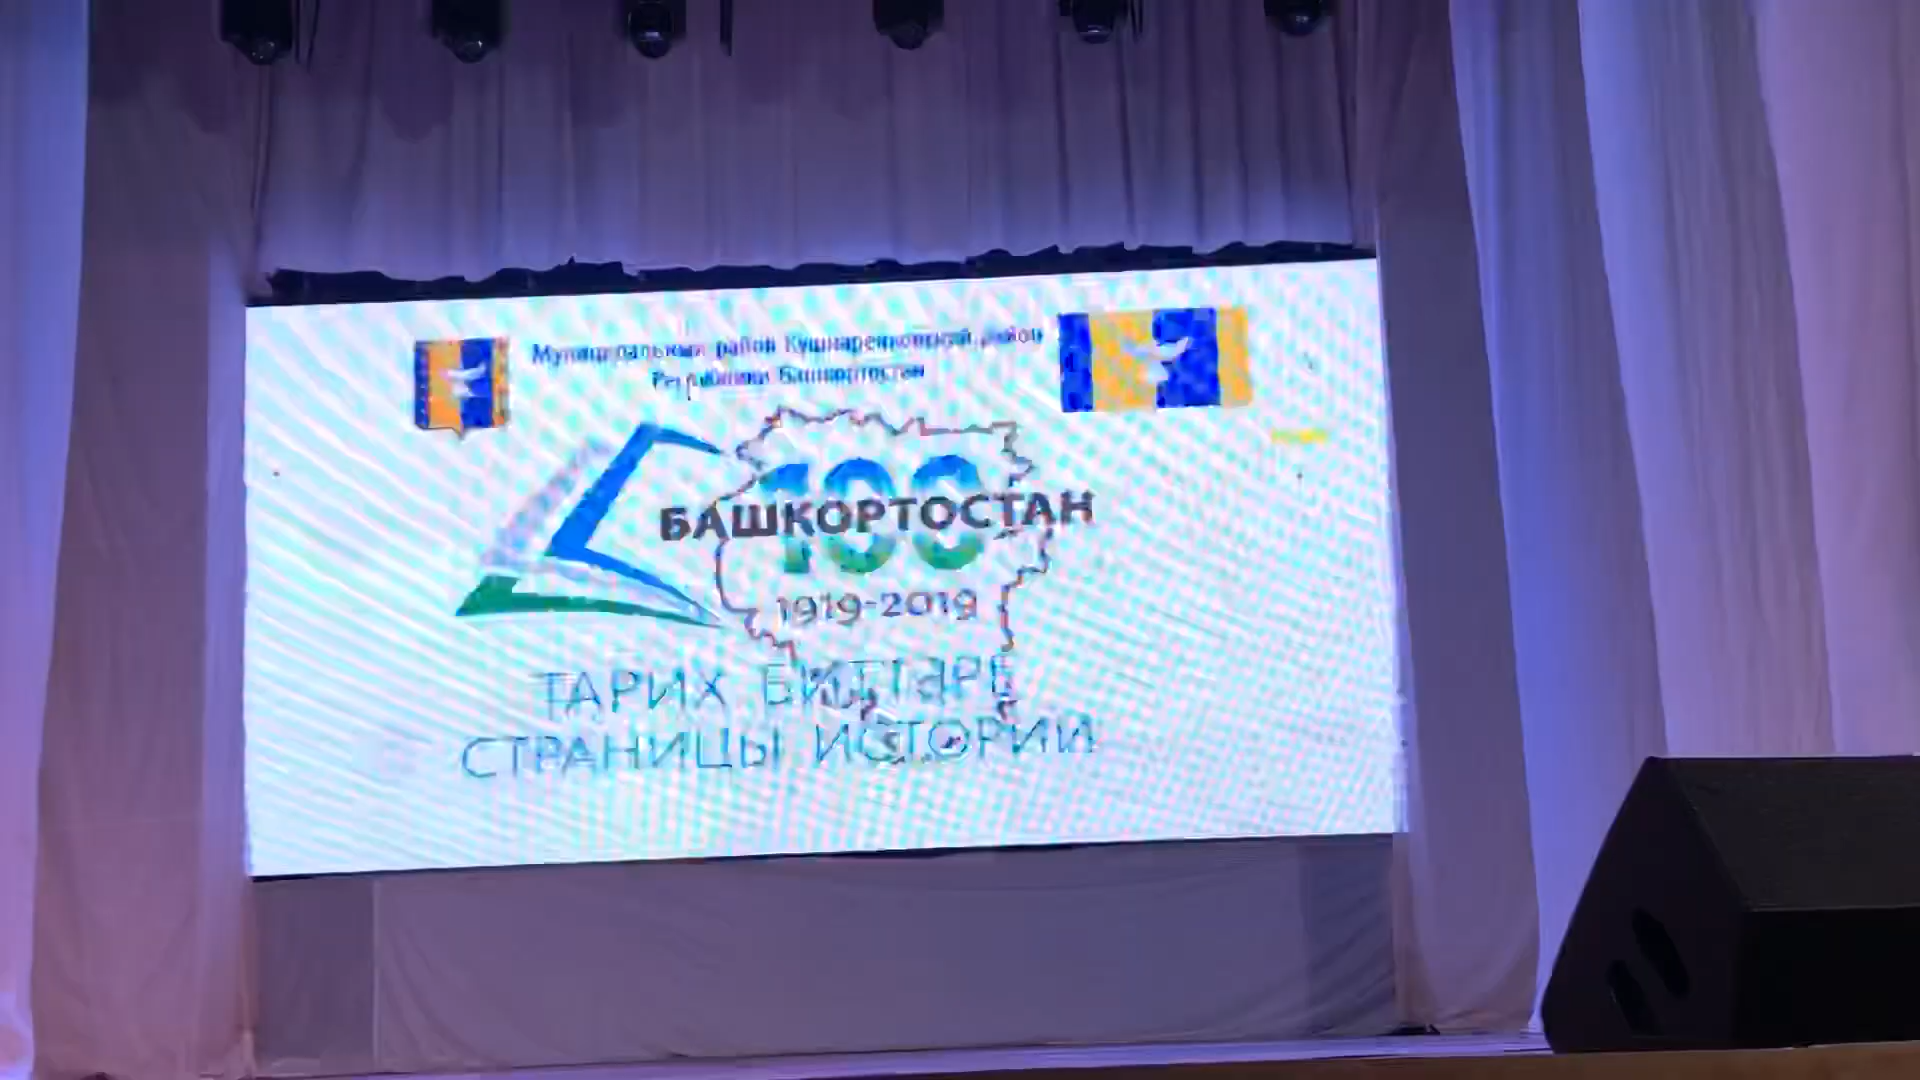 Муниципальный район Кушнаренковский район
Республики Башкортостан
100
БАШКОРТОСТАН
1919-2019
ТАРИХ БИТТӘРЕ
СТРАНИЦЫ ИСТОРИИ